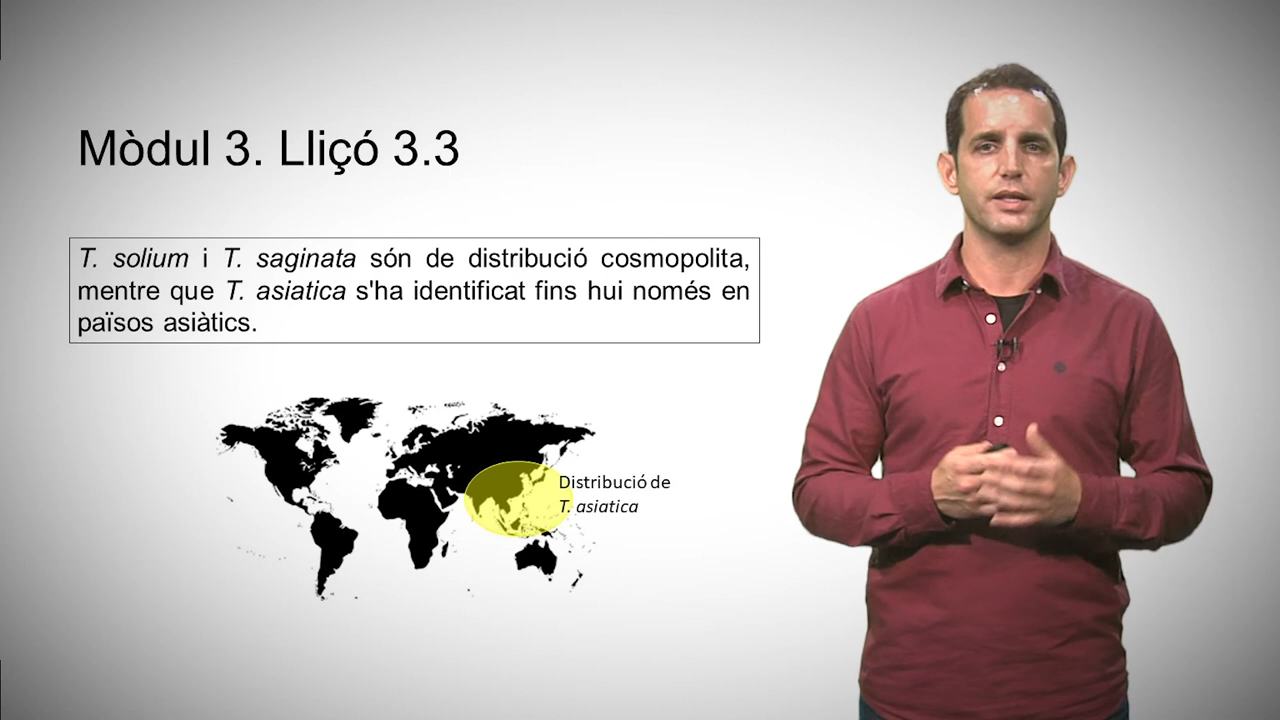 Mòdul 3. Lliçó 3.3
T. solium i T. saginata són de distribució cosmopolita,
mentre que T. asiatica s'ha identificat fins hui només en
països asiàtics.
Distribució de
T. asiatica